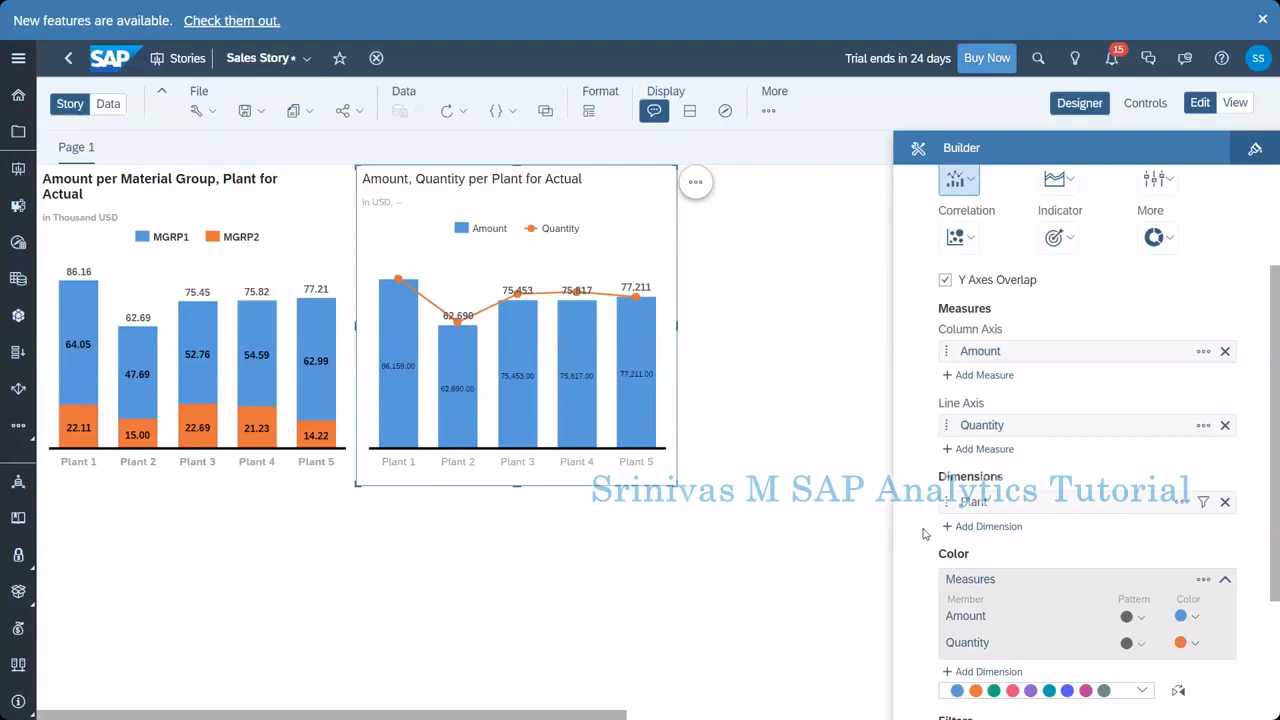 New features are available. Check them out.
SAP Stories Sales Story* Trial ends in 24 days Buy Now 15 SS
Story Data File Data Format Display More Designer Controls Edit View
Page 1
Builder
Amount per Material Group, Plant for
Actual
in Thousand USD
MGRP1 MGRP2
86.16 62.69 75.45 75.82 77.21
64.05 47.69 52.76 54.59 62.99
22.11 15.00 22.69 21.23 14.22
Plant 1 Plant 2 Plant 3 Plant 4 Plant 5
Amount, Quantity per Plant for Actual
in USD, --
Amount Quantity
62,690 75,453 75,817 77,211
86,159.00 62,690.00 75,453.00 75,817.00 77,211.00
Plant 1 Plant 2 Plant 3 Plant 4 Plant 5
Correlation Indicator More
Y Axes Overlap
Measures
Column Axis
Amount
+ Add Measure
Line Axis
Quantity
+ Add Measure
Dimensions
Srinivas M SAP Analytics Tutorial
Plant
+ Add Dimension
Color
Measures
Member Pattern Color
Amount
Quantity
+ Add Dimension
Filters